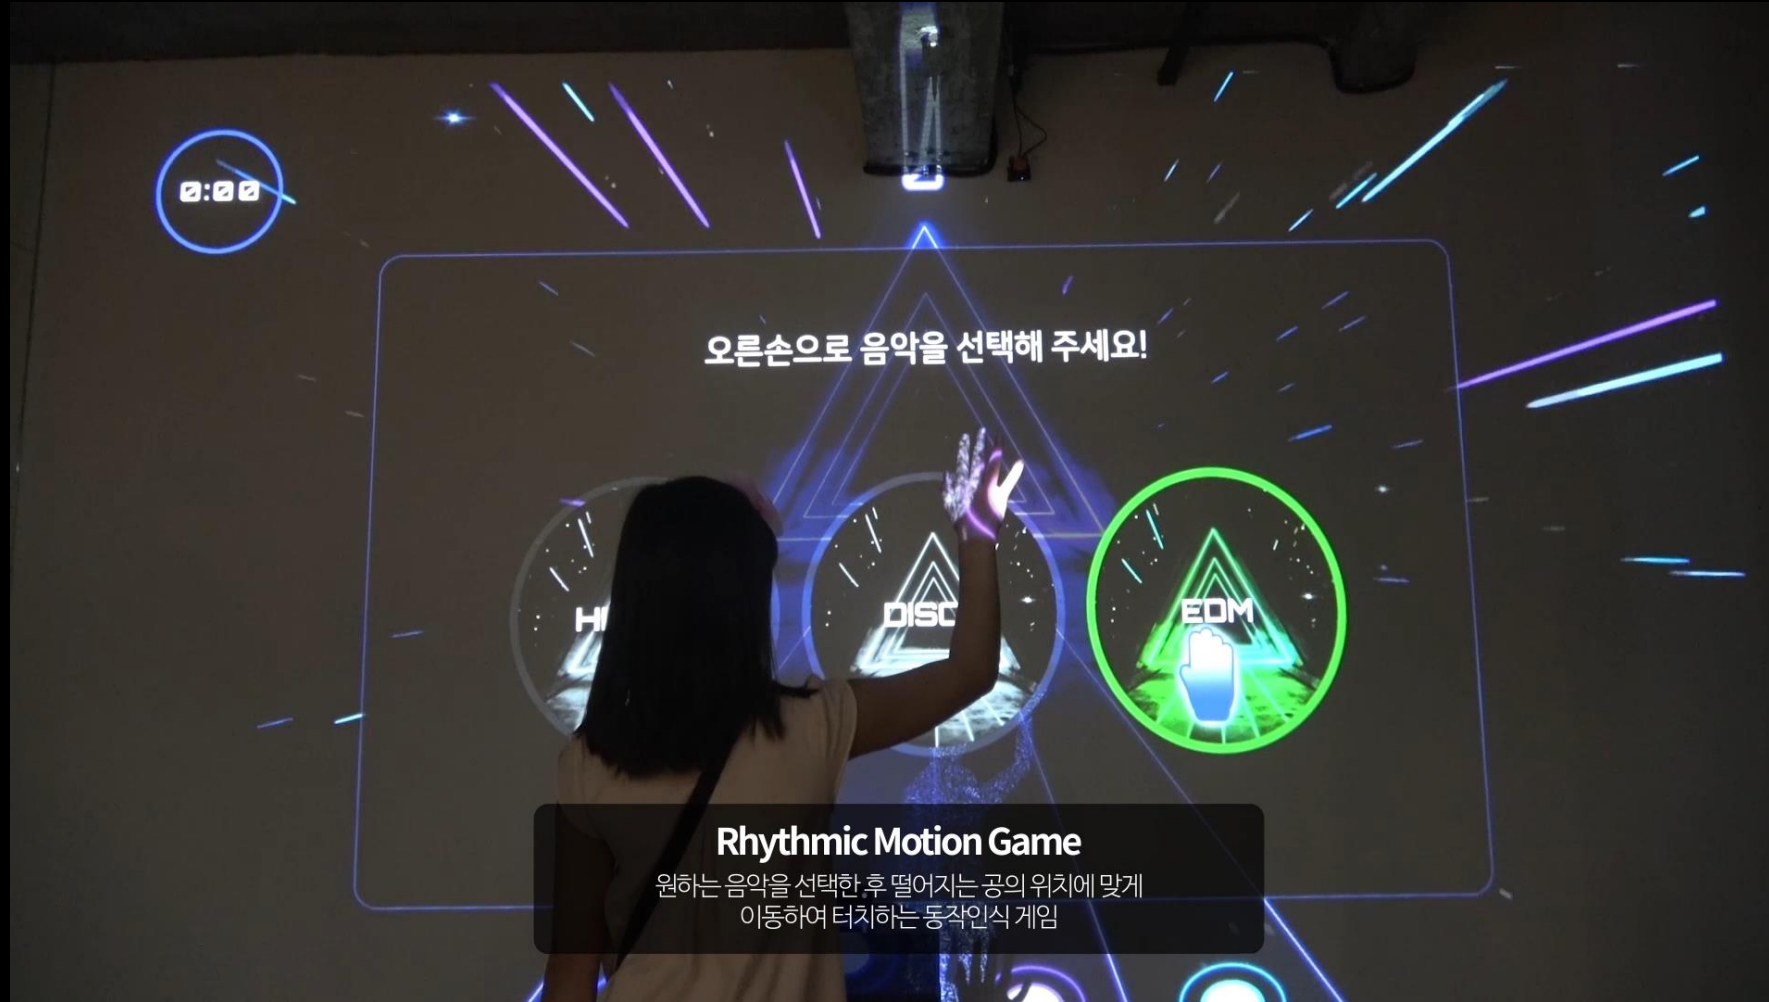 0:00
오른손으로 음악을 선택해 주세요!
DISC
EDM
Rhythmic Motion Game
원하는 음악을 선택한 후 떨어지는 공의 위치에 맞게
이동하여 터치하는 동작인식 게임